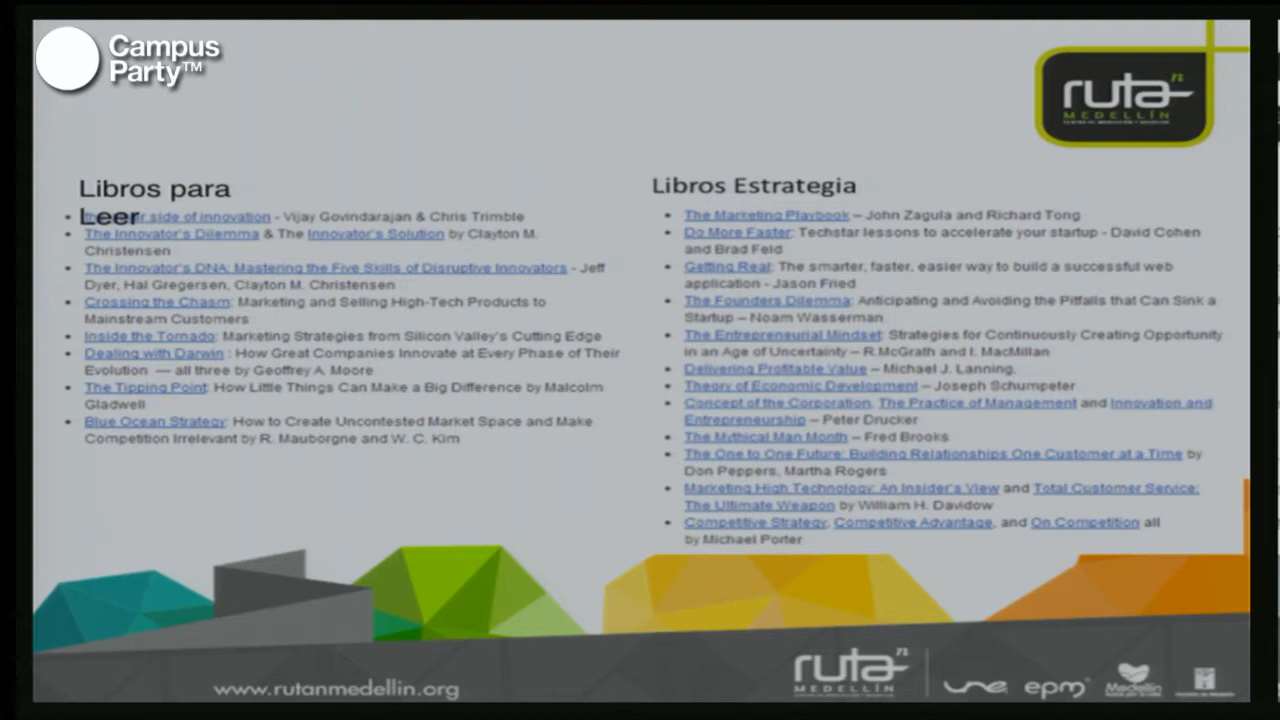 Campus
Party™
ruta n
MEDELLÍN
Libros para
Leer
side of innovation - Vijay Govindarajan & Chris Trimble
The Innovator's Dilemma & The Innovator's Solution by Clayton M.
Christensen
The Innovator's DNA: Mastering the Five Skills of Disruptive Innovators - Jeff
Dyer, Hal Gregersen, Clayton M. Christensen
Crossing the Chasm: Marketing and Selling High-Tech Products to
Mainstream Customers
Inside the Tornado: Marketing Strategies from Silicon Valley's Cutting Edge
Dealing with Darwin : How Great Companies Innovate at Every Phase of Their
Evolution — all three by Geoffrey A. Moore
The Tipping Point: How Little Things Can Make a Big Difference by Malcolm
Gladwell
Blue Ocean Strategy: How to Create Uncontested Market Space and Make
Competition Irrelevant by R. Mauborgne and W. C. Kim
Libros Estrategia
The Marketing Playbook – John Zagula and Richard Tong
Do More Faster: Techstar lessons to accelerate your startup - David Cohen
and Brad Feld
Getting Real: The smarter, faster, easier way to build a successful web
application - Jason Fried
The Founders Dilemma: Anticipating and Avoiding the Pitfalls that Can Sink a
Startup – Noam Wasserman
The Entrepreneurial Mindset: Strategies for Continuously Creating Opportunity
in an Age of Uncertainty – R.McGrath and I. MacMillan
Delivering Profitable Value – Michael J. Lanning.
Theory of Economic Development – Joseph Schumpeter
Concept of the Corporation, The Practice of Management and Innovation and
Entrepreneurship – Peter Drucker
The Mythical Man Month – Fred Brooks
The One to One Future: Building Relationships One Customer at a Time by
Don Peppers, Martha Rogers
Marketing High Technology: An Insider's View and Total Customer Service:
The Ultimate Weapon by William H. Davidow
Competitive Strategy, Competitive Advantage, and On Competition all
by Michael Porter
www.rutanmedellin.org
ruta n
MEDELLÍN
une
epm
Medellín